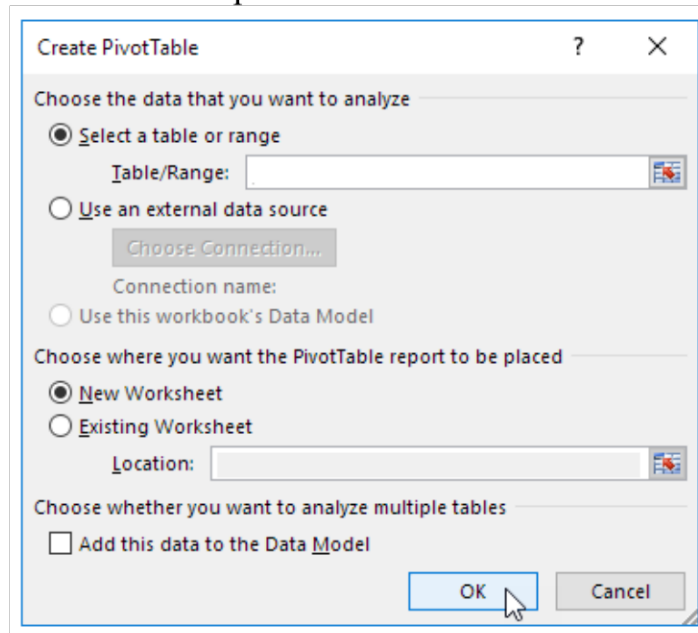 Create PivotTable ?
Choose the data that you want to analyze
Select a table or range
Table/Range:
Use an external data source
Choose Connection...
Connection name:
Use this workbook's Data Model
Choose where you want the PivotTable report to be placed
New Worksheet
Existing Worksheet
Location:
Choose whether you want to analyze multiple tables
Add this data to the Data Model
OK Cancel